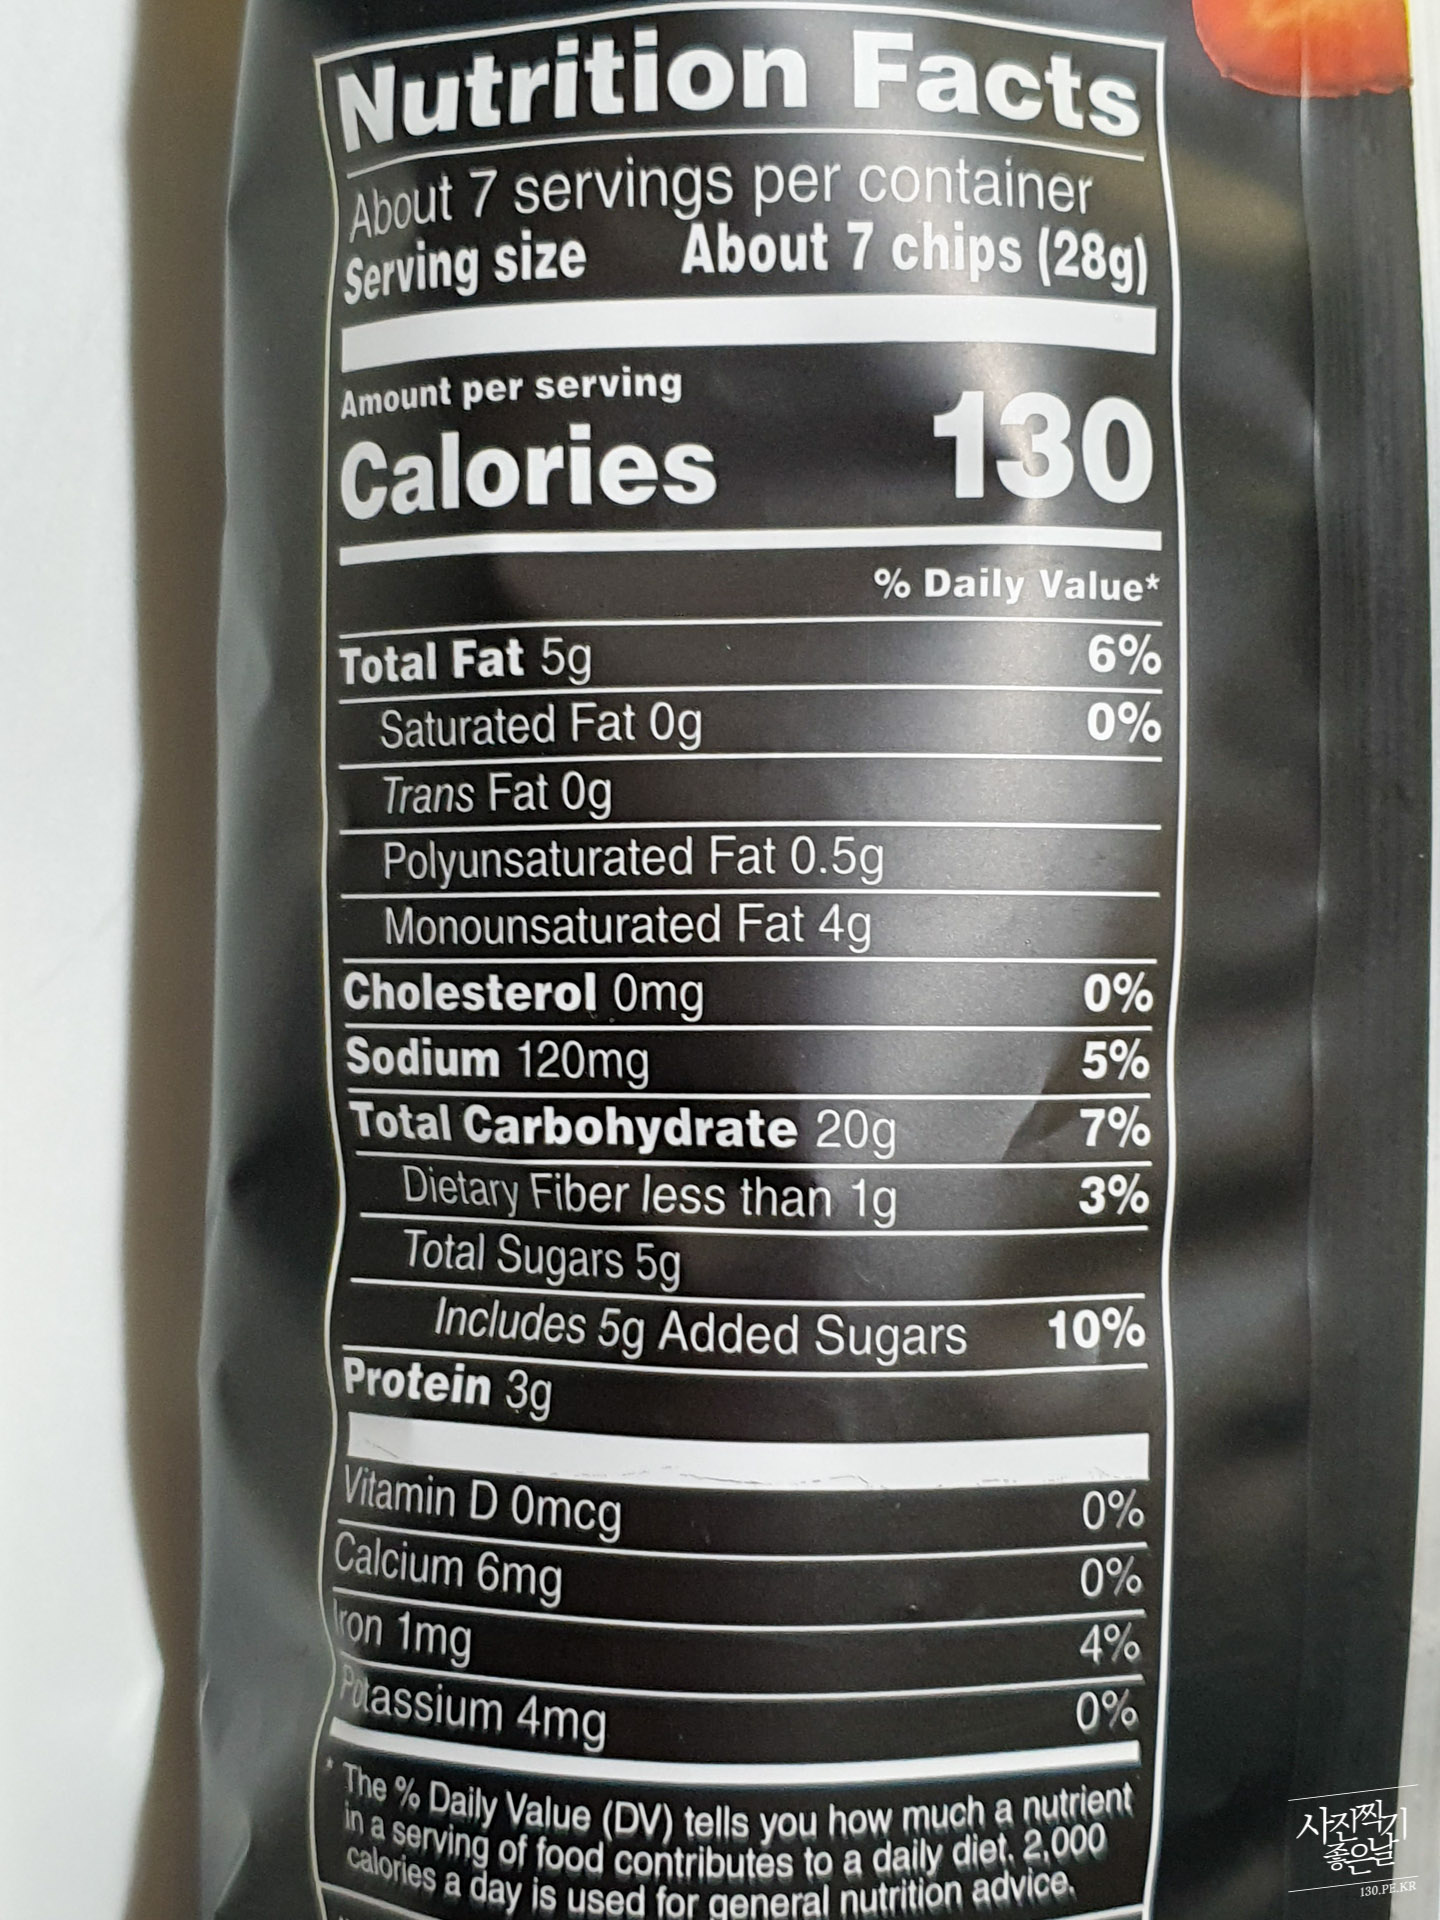 Nutrition Facts
About 7 servings per container
Serving size About 7 chips (28g)
Amount per serving
Calories 130
% Daily Value*
Total Fat 5g 6%
Saturated Fat 0g 0%
Trans Fat 0g
Polyunsaturated Fat 0.5g
Monounsaturated Fat 4g
Cholesterol 0mg 0%
Sodium 120mg 5%
Total Carbohydrate 20g 7%
Dietary Fiber less than 1g 3%
Total Sugars 5g
Includes 5g Added Sugars 10%
Protein 3g
Vitamin D 0mcg 0%
Calcium 6mg 0%
Iron 1mg 4%
Potassium 4mg 0%
* The % Daily Value (DV) tells you how much a nutrient
in a serving of food contributes to a daily diet. 2,000
calories a day is used for general nutrition advice.
사진찍기
좋은날
130.PE.KR